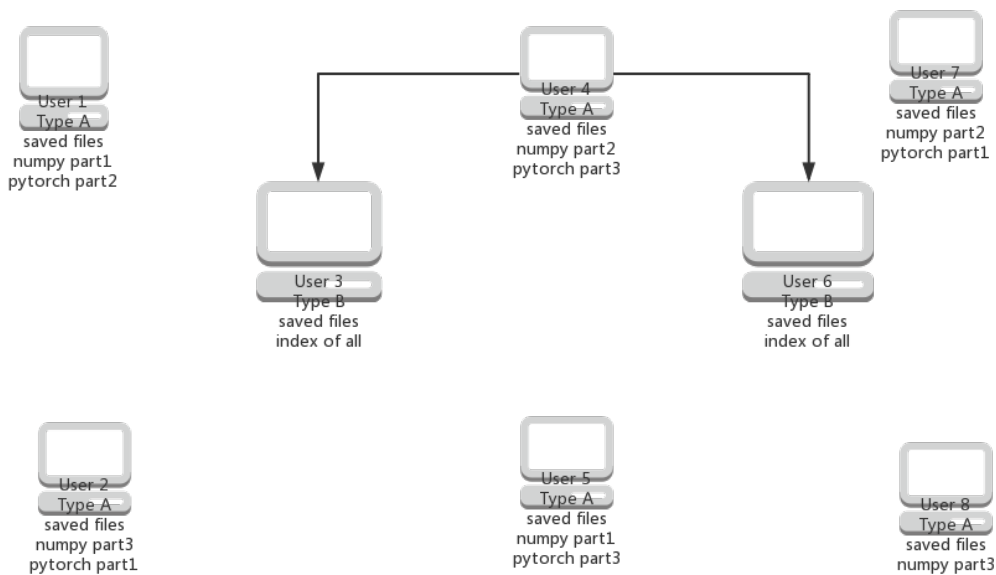 User 1
Type A
saved files
numpy part1
pytorch part2
User 4
Type A
saved files
numpy part2
pytorch part3
User 7
Type A
saved files
numpy part2
pytorch part1
User 3
Type B
saved files
index of all
User 6
Type B
saved files
index of all
User 2
Type A
saved files
numpy part3
pytorch part1
User 5
Type A
saved files
numpy part1
pytorch part3
User 8
Type A
saved files
numpy part3